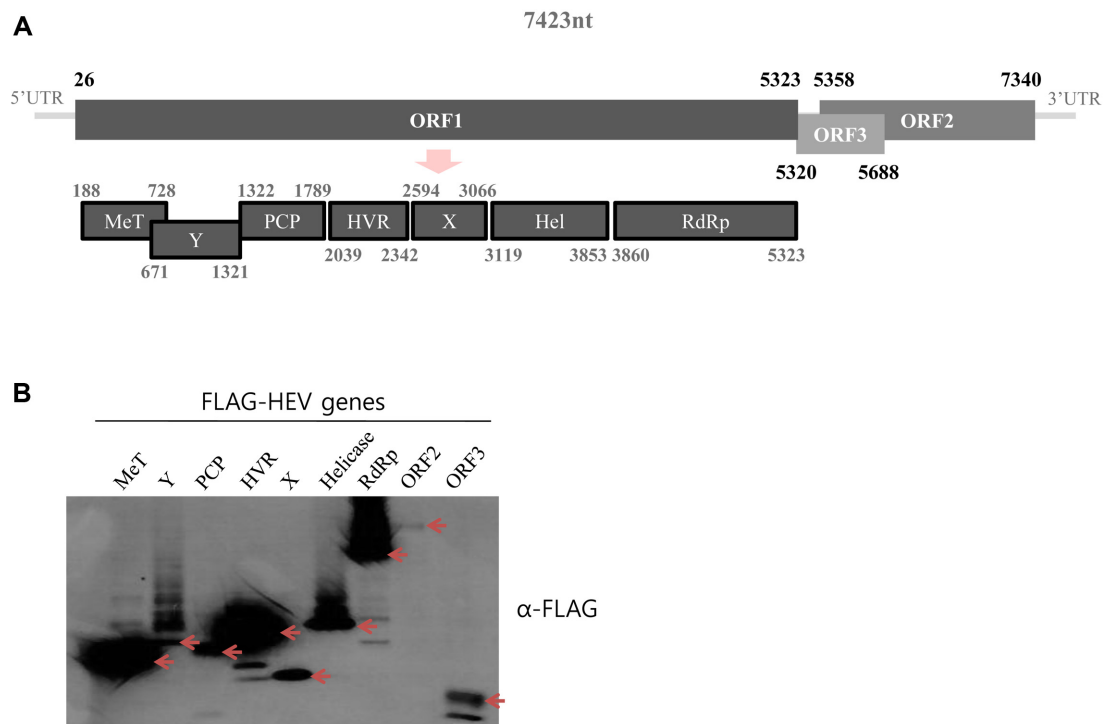 A
7423nt
26
5323
5358
7340
5'UTR
3'UTR
ORF1
ORF2
ORF3
5320
5688
188
728
1322
1789
2594
3066
MeT
Y
PCP
HVR
X
Hel
RdRp
671
1321
2039
2342
3119
3853
3860
5323
B
FLAG-HEV genes
MeT
Y
PCP
HVR
X
Helicase
RdRp
ORF2
ORF3
α-FLAG